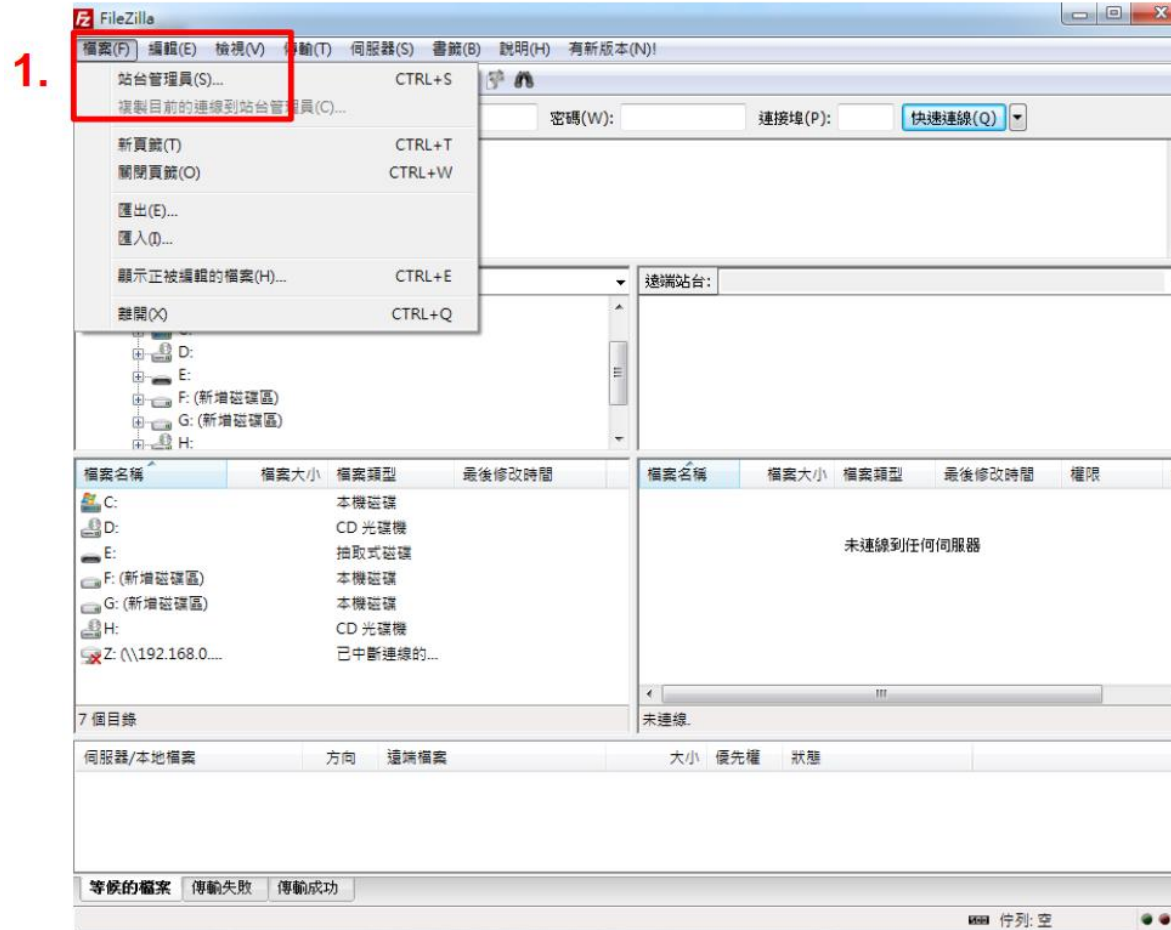 FileZilla
檔案(F) 編輯(E) 檢視(V) 傳輸(T) 伺服器(S) 書籤(B) 說明(H) 有新版本(N)!
1.
站台管理員(S)... CTRL+S
複製目前的連線到站台管理員(C)...
密碼(W): 連接埠(P): 快速連線(Q)
新頁籤(T) CTRL+T
關閉頁籤(O) CTRL+W
匯出(E)...
匯入(I)...
顯示正被編輯的檔案(H)... CTRL+E
遠端站台:
離開(X) CTRL+Q
D:
E:
F: (新增磁碟區)
G: (新增磁碟區)
H:
檔案名稱 檔案大小 檔案類型 最後修改時間
C: 本機磁碟
D: CD 光碟機
E: 抽取式磁碟
F: (新增磁碟區) 本機磁碟
G: (新增磁碟區) 本機磁碟
H: CD 光碟機
Z: (\\192.168.0.... 已中斷連線的...
7 個目錄
檔案名稱 檔案大小 檔案類型 最後修改時間 權限
未連線到任何伺服器
未連線.
伺服器/本地檔案 方向 遠端檔案 大小 優先權 狀態
等候的檔案 傳輸失敗 傳輸成功
佇列: 空